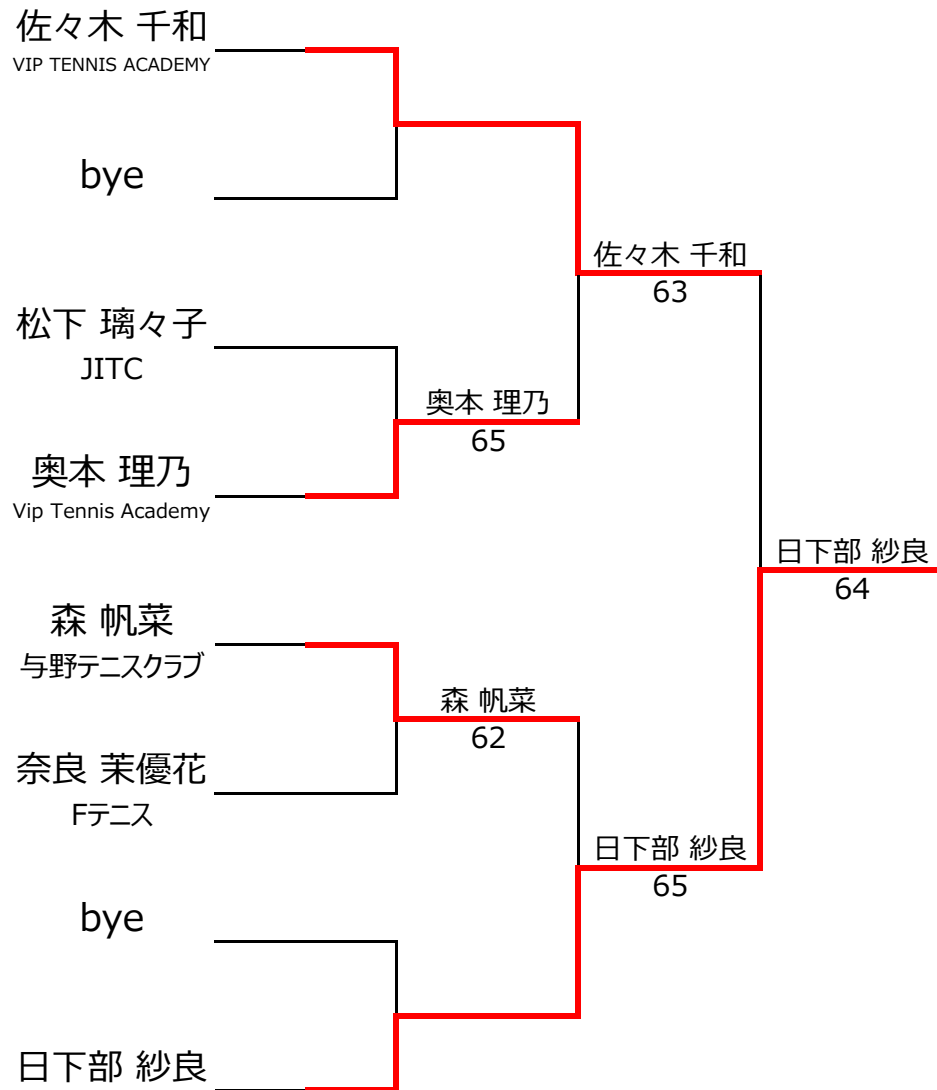 佐々木 千和
VIP TENNIS ACADEMY
bye
佐々木 千和
63
松下 璃々子
JITC
奥本 理乃
65
奥本 理乃
Vip Tennis Academy
日下部 紗良
64
森 帆菜
与野テニスクラブ
森 帆菜
62
奈良 茉優花
Fテニス
日下部 紗良
65
bye
日下部 紗良